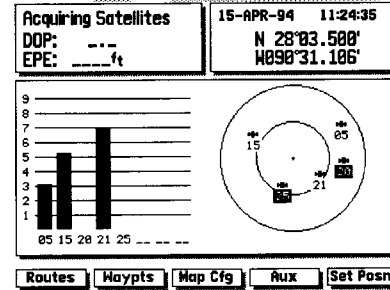 Acquiring Satellites
DOP: _._
EPE: ____ft
15-APR-94 11:24:35
N 28°03.500'
W090°31.106'
9
8
7
6
5
4
3
2
1
05 15 20 21 25 __ __ __
15
05
20
21
25
Routes Waypts Map Cfg Aux Set Posn